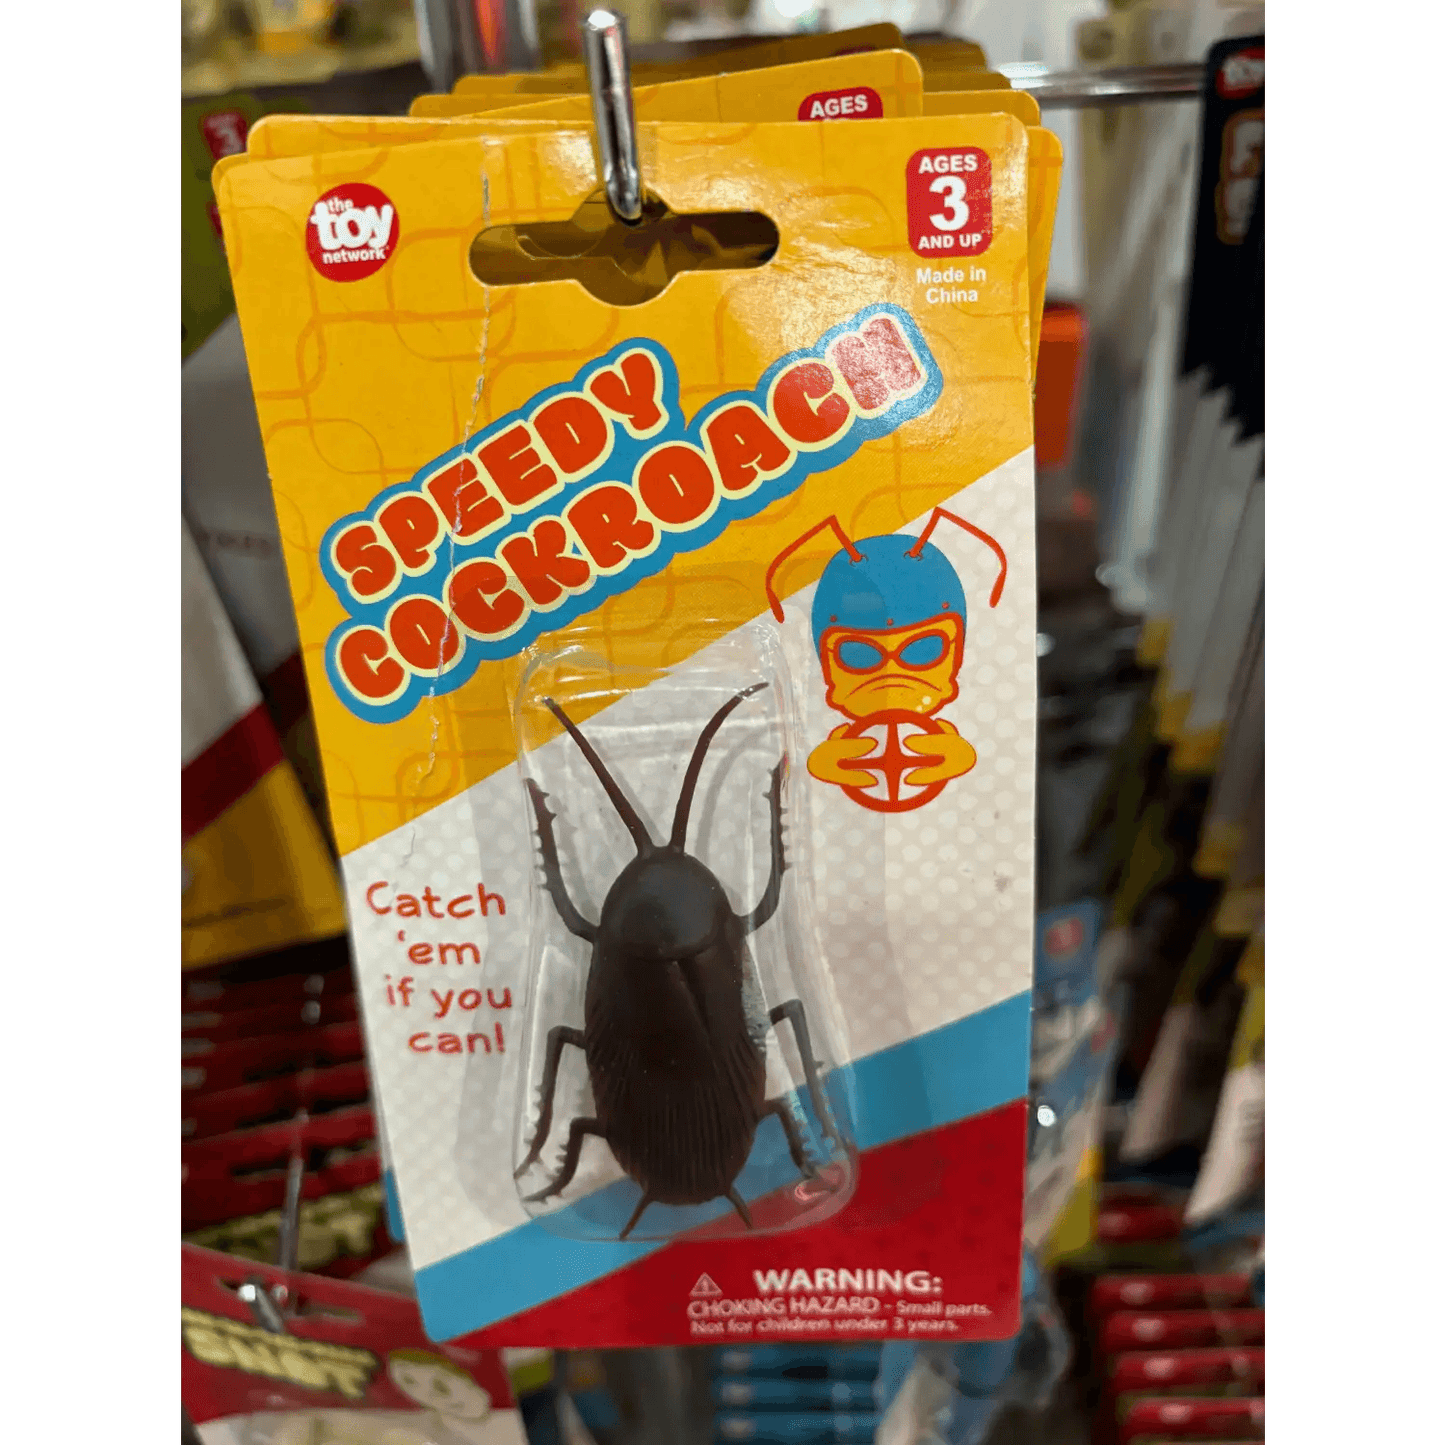 AGES
the
toy
network
AGES
3
AND UP
Made in
China
SPEEDY
COCKROACH
Catch
'em
if you
can!
WARNING:
CHOKING HAZARD - Small parts.
Not for children under 3 years.
SHOT